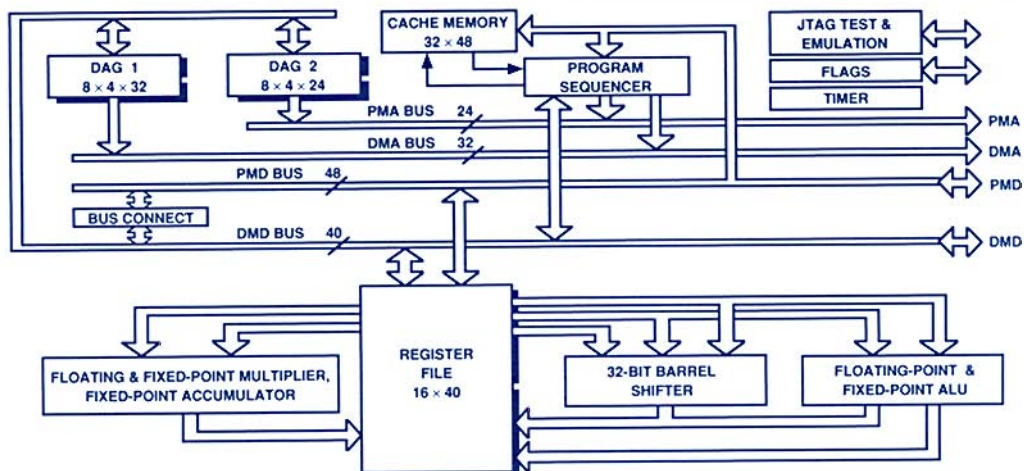 CACHE MEMORY
32 × 48
JTAG TEST &
EMULATION
DAG 1
8 × 4 × 32
DAG 2
8 × 4 × 24
PROGRAM
SEQUENCER
FLAGS
TIMER
PMA BUS 24
PMA
DMA BUS 32
DMA
PMD BUS 48
PMD
BUS CONNECT
DMD BUS 40
DMD
REGISTER
FILE
16 × 40
FLOATING & FIXED-POINT MULTIPLIER,
FIXED-POINT ACCUMULATOR
32-BIT BARREL
SHIFTER
FLOATING-POINT &
FIXED-POINT ALU